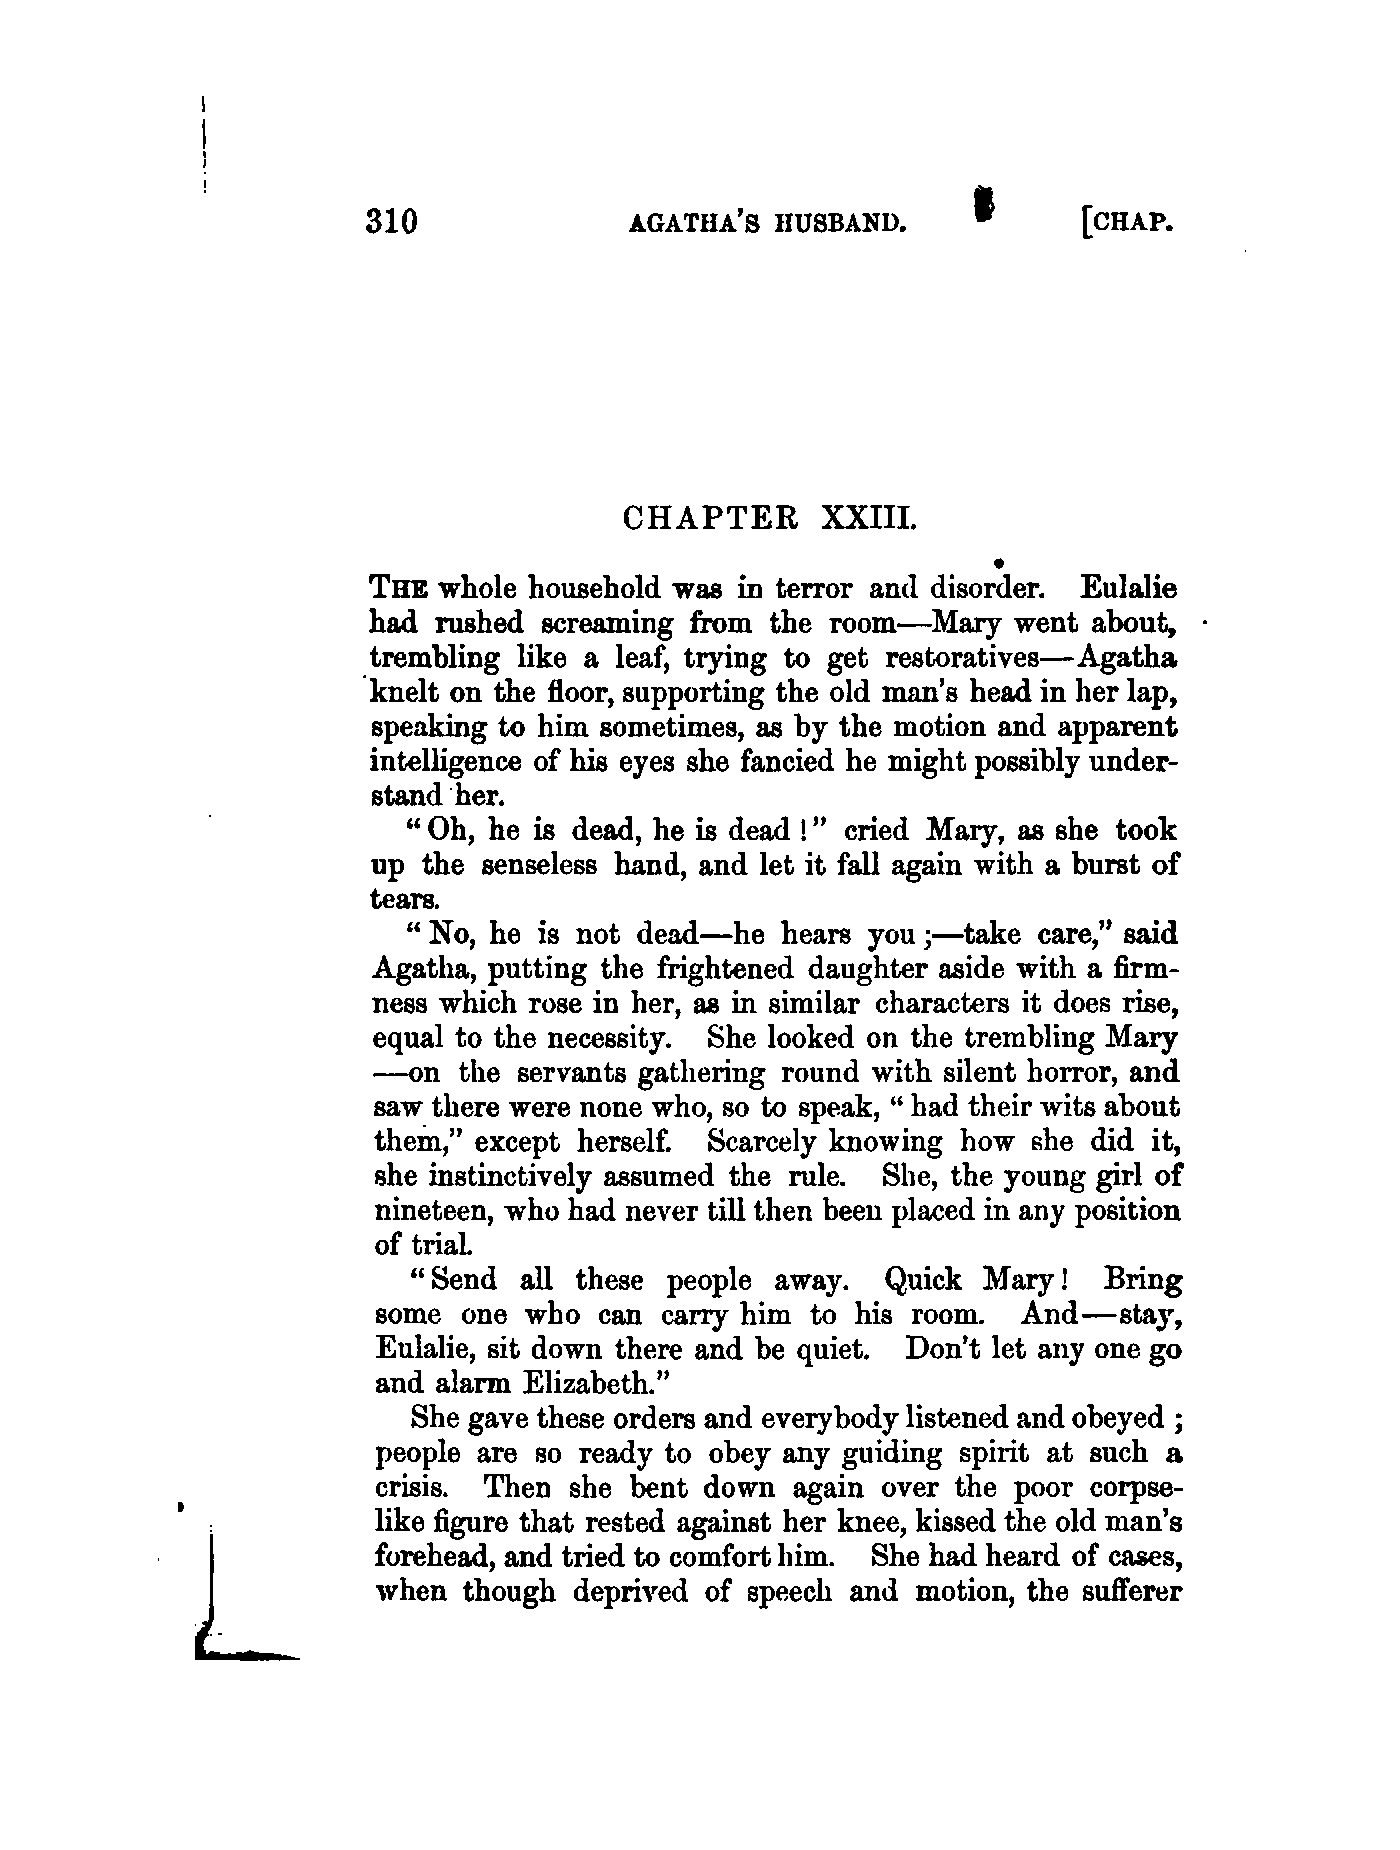 310 AGATHA'S HUSBAND. [CHAP.
CHAPTER XXIII.
THE whole household was in terror and disorder. Eulalie
had rushed screaming from the room—Mary went about,
trembling like a leaf, trying to get restoratives—Agatha
knelt on the floor, supporting the old man's head in her lap,
speaking to him sometimes, as by the motion and apparent
intelligence of his eyes she fancied he might possibly under-
stand her.
"Oh, he is dead, he is dead!" cried Mary, as she took
up the senseless hand, and let it fall again with a burst of
tears.
"No, he is not dead—he hears you;—take care," said
Agatha, putting the frightened daughter aside with a firm-
ness which rose in her, as in similar characters it does rise,
equal to the necessity. She looked on the trembling Mary
—on the servants gathering round with silent horror, and
saw there were none who, so to speak, "had their wits about
them," except herself. Scarcely knowing how she did it,
she instinctively assumed the rule. She, the young girl of
nineteen, who had never till then been placed in any position
of trial.
"Send all these people away. Quick Mary! Bring
some one who can carry him to his room. And—stay,
Eulalie, sit down there and be quiet. Don't let any one go
and alarm Elizabeth."
She gave these orders and everybody listened and obeyed;
people are so ready to obey any guiding spirit at such a
crisis. Then she bent down again over the poor corpse-
like figure that rested against her knee, kissed the old man's
forehead, and tried to comfort him. She had heard of cases,
when though deprived of speech and motion, the sufferer